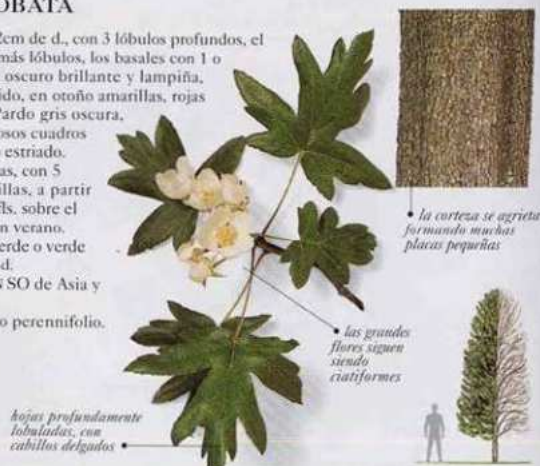 OBATA
2cm de d., con 3 lóbulos profundos, el
más lóbulos, los basales con 1 o
oscuro brillante y lampiña,
ido, en otoño amarillas, rojas
Pardo gris oscura,
osos cuadros
estriado.
as, con 5
illas, a partir
fls. sobre el
n verano.
erde o verde
d.
SO de Asia y
o perennifolio.
la corteza se agrieta
formando muchas
placas pequeñas
las grandes
flores siguen
siendo
ciatiformes
hojas profundamente
lobuladas, con
cabillos delgados